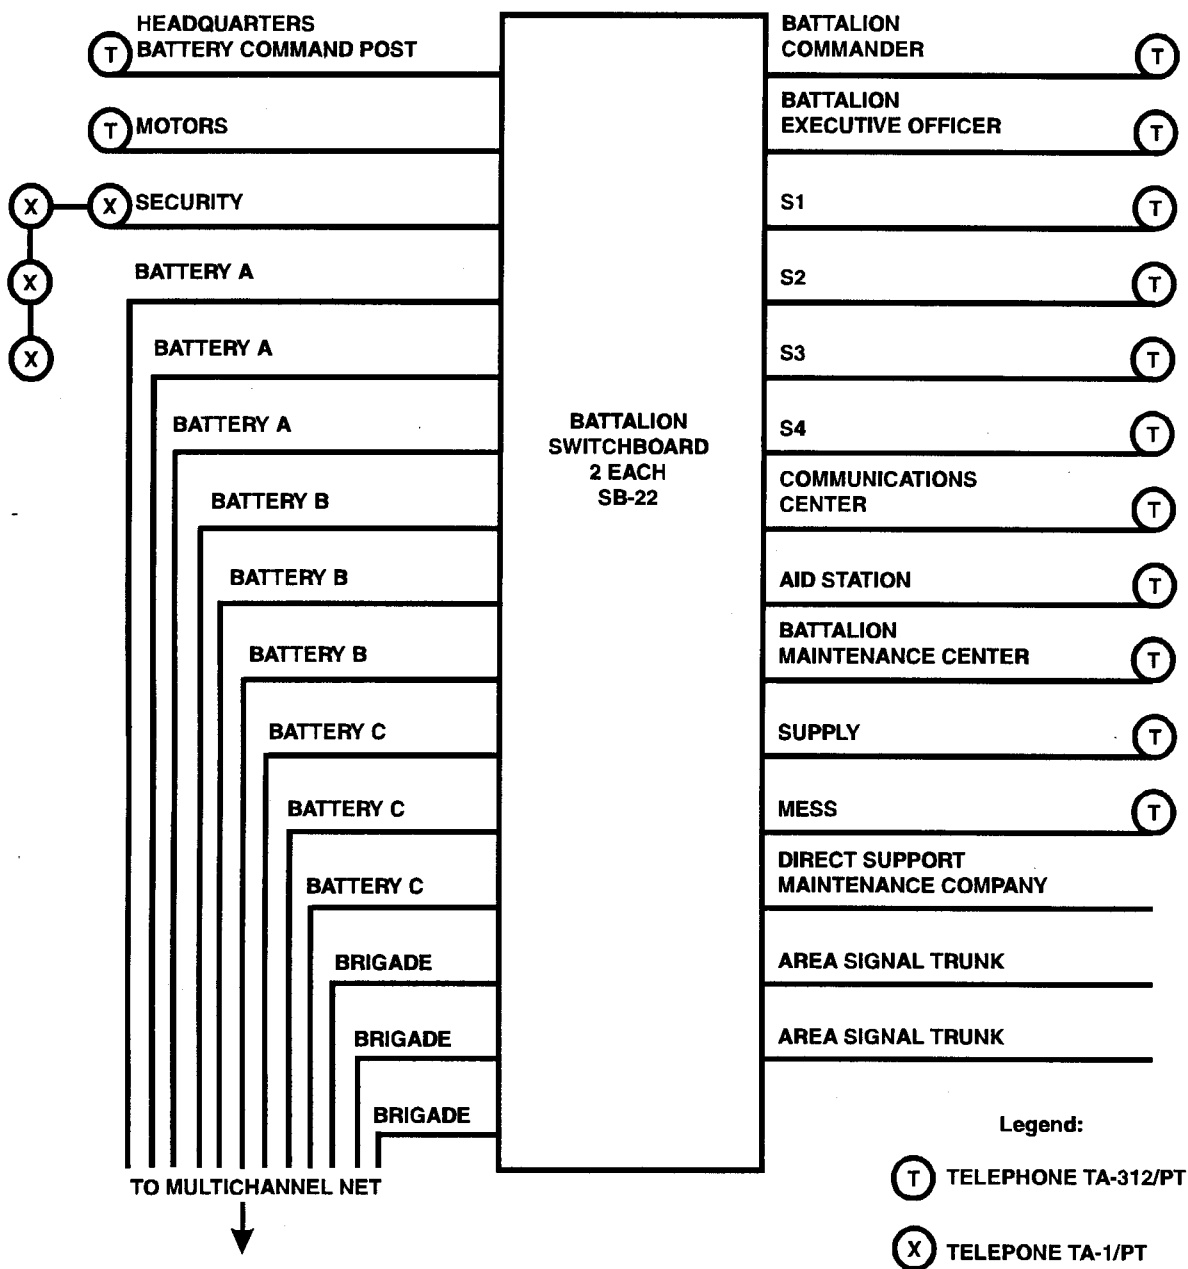 HEADQUARTERS
T BATTERY COMMAND POST
T MOTORS
X X SECURITY
X
X
BATTERY A
BATTERY A
BATTERY A
BATTERY B
BATTERY B
BATTERY B
BATTERY C
BATTERY C
BATTERY C
BRIGADE
BRIGADE
BRIGADE
TO MULTICHANNEL NET
BATTALION
SWITCHBOARD
2 EACH
SB-22
BATTALION
COMMANDER T
BATTALION
EXECUTIVE OFFICER T
S1 T
S2 T
S3 T
S4 T
COMMUNICATIONS
CENTER T
AID STATION T
BATTALION
MAINTENANCE CENTER T
SUPPLY T
MESS T
DIRECT SUPPORT
MAINTENANCE COMPANY
AREA SIGNAL TRUNK
AREA SIGNAL TRUNK
Legend:
T TELEPHONE TA-312/PT
X TELEPONE TA-1/PT